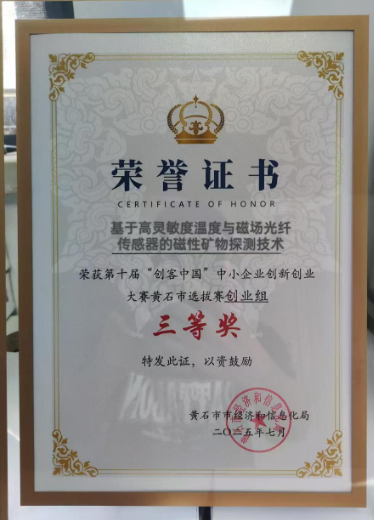 荣誉证书
CERTIFICATE OF HONOR
基于高灵敏度温度与磁场光纤
传感器的磁性矿物探测技术
荣获第十届“创客中国”中小企业创新创业
大赛黄石市选拔赛创业组
三等奖
特发此证，以资鼓励
黄石市市经济和信息化局
二〇二五年七月